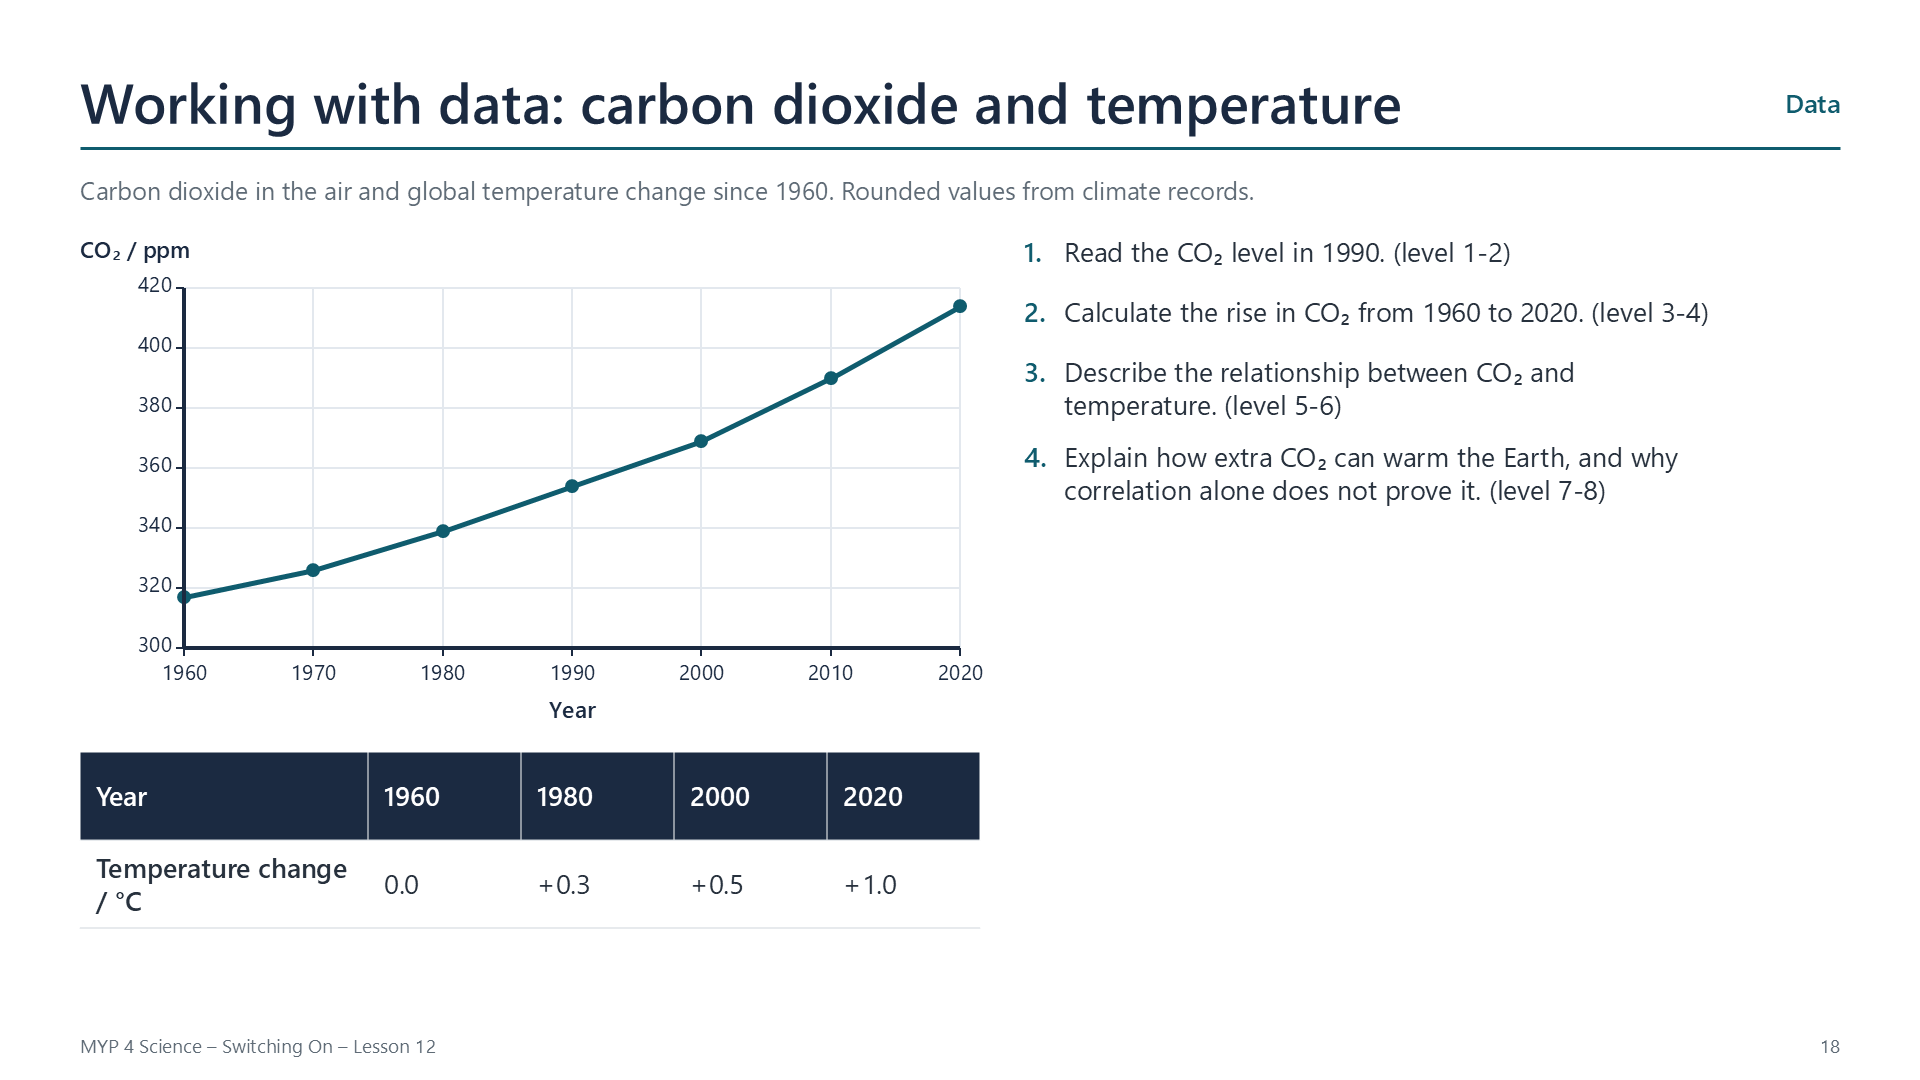 Working with data: carbon dioxide and temperature
Data
Carbon dioxide in the air and global temperature change since 1960. Rounded values from climate records.
CO₂ / ppm
420
400
380
360
340
320
300
1960 1970 1980 1990 2000 2010 2020
Year
Year 1960 1980 2000 2020
Temperature change
/ °C
0.0 +0.3 +0.5 +1.0
1. Read the CO₂ level in 1990. (level 1-2)
2. Calculate the rise in CO₂ from 1960 to 2020. (level 3-4)
3. Describe the relationship between CO₂ and
temperature. (level 5-6)
4. Explain how extra CO₂ can warm the Earth, and why
correlation alone does not prove it. (level 7-8)
MYP 4 Science – Switching On – Lesson 12
18